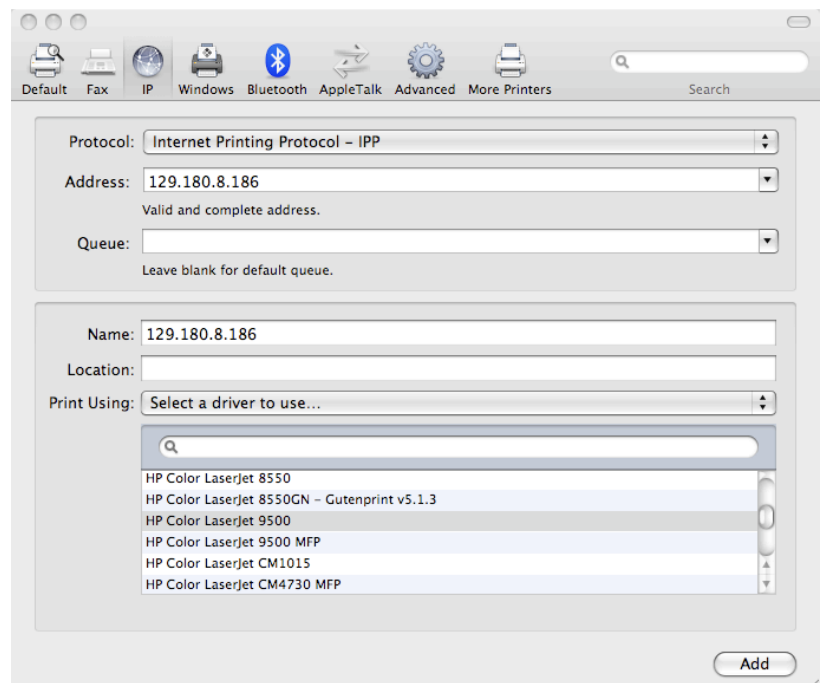 Default Fax IP Windows Bluetooth AppleTalk Advanced More Printers Search
Protocol: Internet Printing Protocol – IPP
Address: 129.180.8.186
Valid and complete address.
Queue:
Leave blank for default queue.
Name: 129.180.8.186
Location:
Print Using: Select a driver to use...
HP Color LaserJet 8550
HP Color LaserJet 8550GN – Gutenprint v5.1.3
HP Color LaserJet 9500
HP Color LaserJet 9500 MFP
HP Color LaserJet CM1015
HP Color LaserJet CM4730 MFP
Add